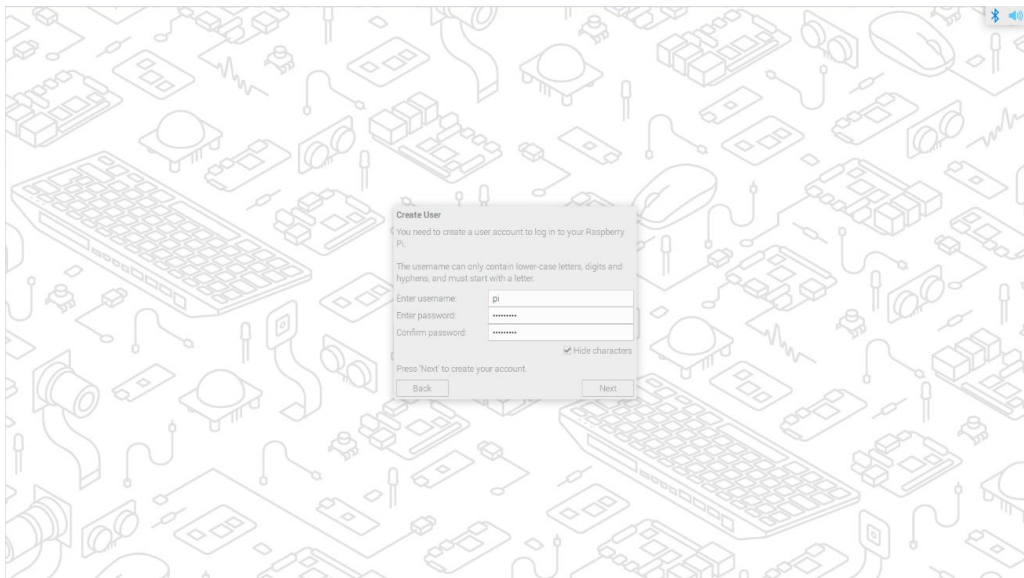 Create User
You need to create a user account to log in to your Raspberry
Pi.
The username can only contain lower-case letters, digits and
hyphens, and must start with a letter.
Enter username: pi
Enter password: •••••••••
Confirm password: •••••••••
Hide characters
Press 'Next' to create your account.
Back Next